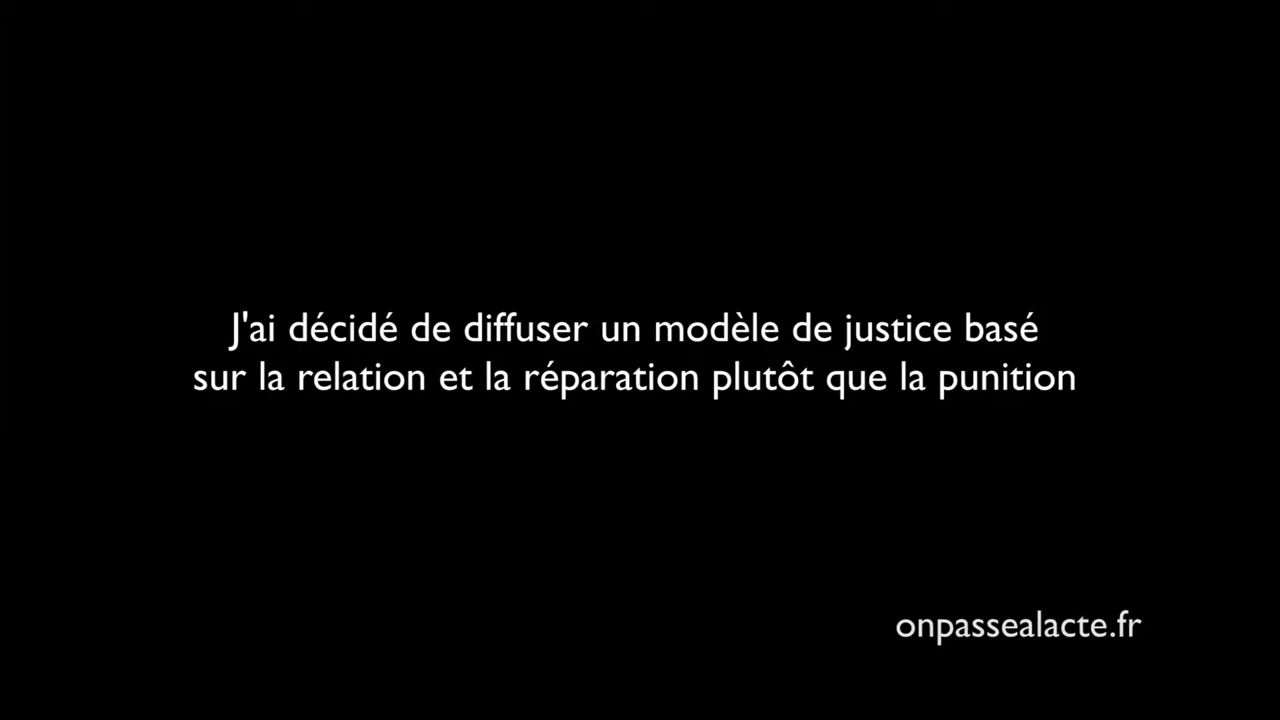 J'ai décidé de diffuser un modèle de justice basé
sur la relation et la réparation plutôt que la punition
onpassealacte.fr